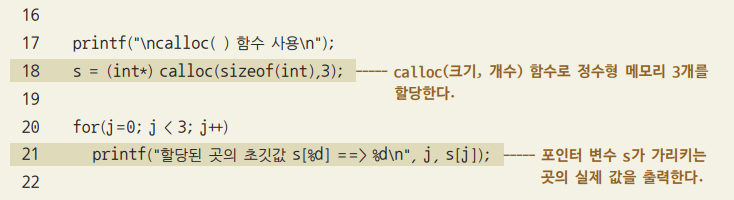 16
17 printf("\ncalloc( ) 함수 사용\n");
18 s = (int*) calloc(sizeof(int),3); calloc(크기, 개수) 함수로 정수형 메모리 3개를
할당한다.
19
20 for(j=0; j < 3; j++)
21 printf("할당된 곳의 초깃값 s[%d] ==> %d\n", j, s[j]); 포인터 변수 s가 가리키는
곳의 실제 값을 출력한다.
22